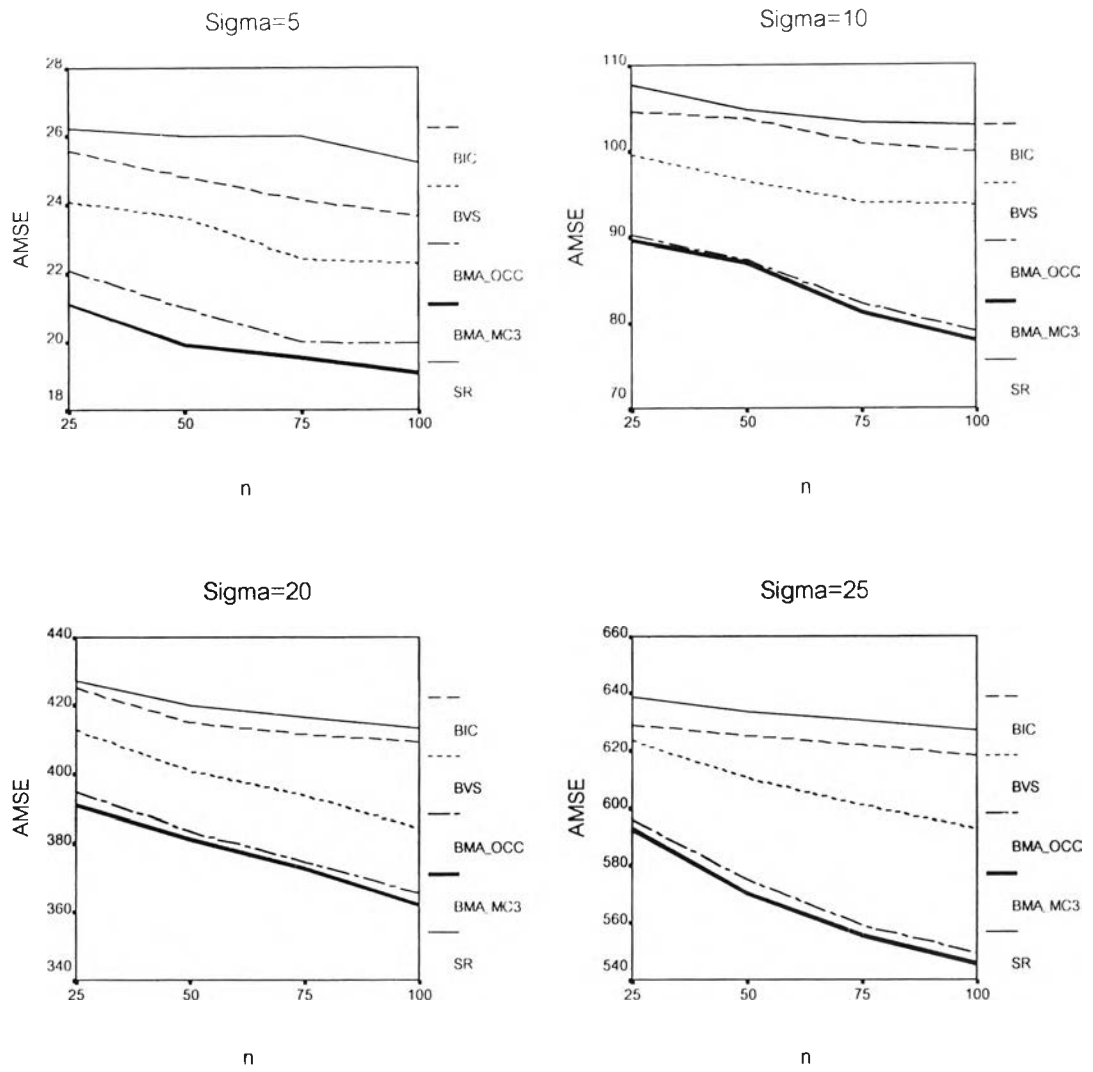 Sigma=5
28
26
24
22
20
18
AMSE
25
50
75
100
n
BIC
BVS
BMA_OCC
BMA_MC3
SR
Sigma=10
110
100
90
80
70
AMSE
25
50
75
100
n
BIC
BVS
BMA_OCC
BMA_MC3
SR
Sigma=20
440
420
400
380
360
340
AMSE
25
50
75
100
n
BIC
BVS
BMA_OCC
BMA_MC3
SR
Sigma=25
660
640
620
600
580
560
540
AMSE
25
50
75
100
n
BIC
BVS
BMA_OCC
BMA_MC3
SR